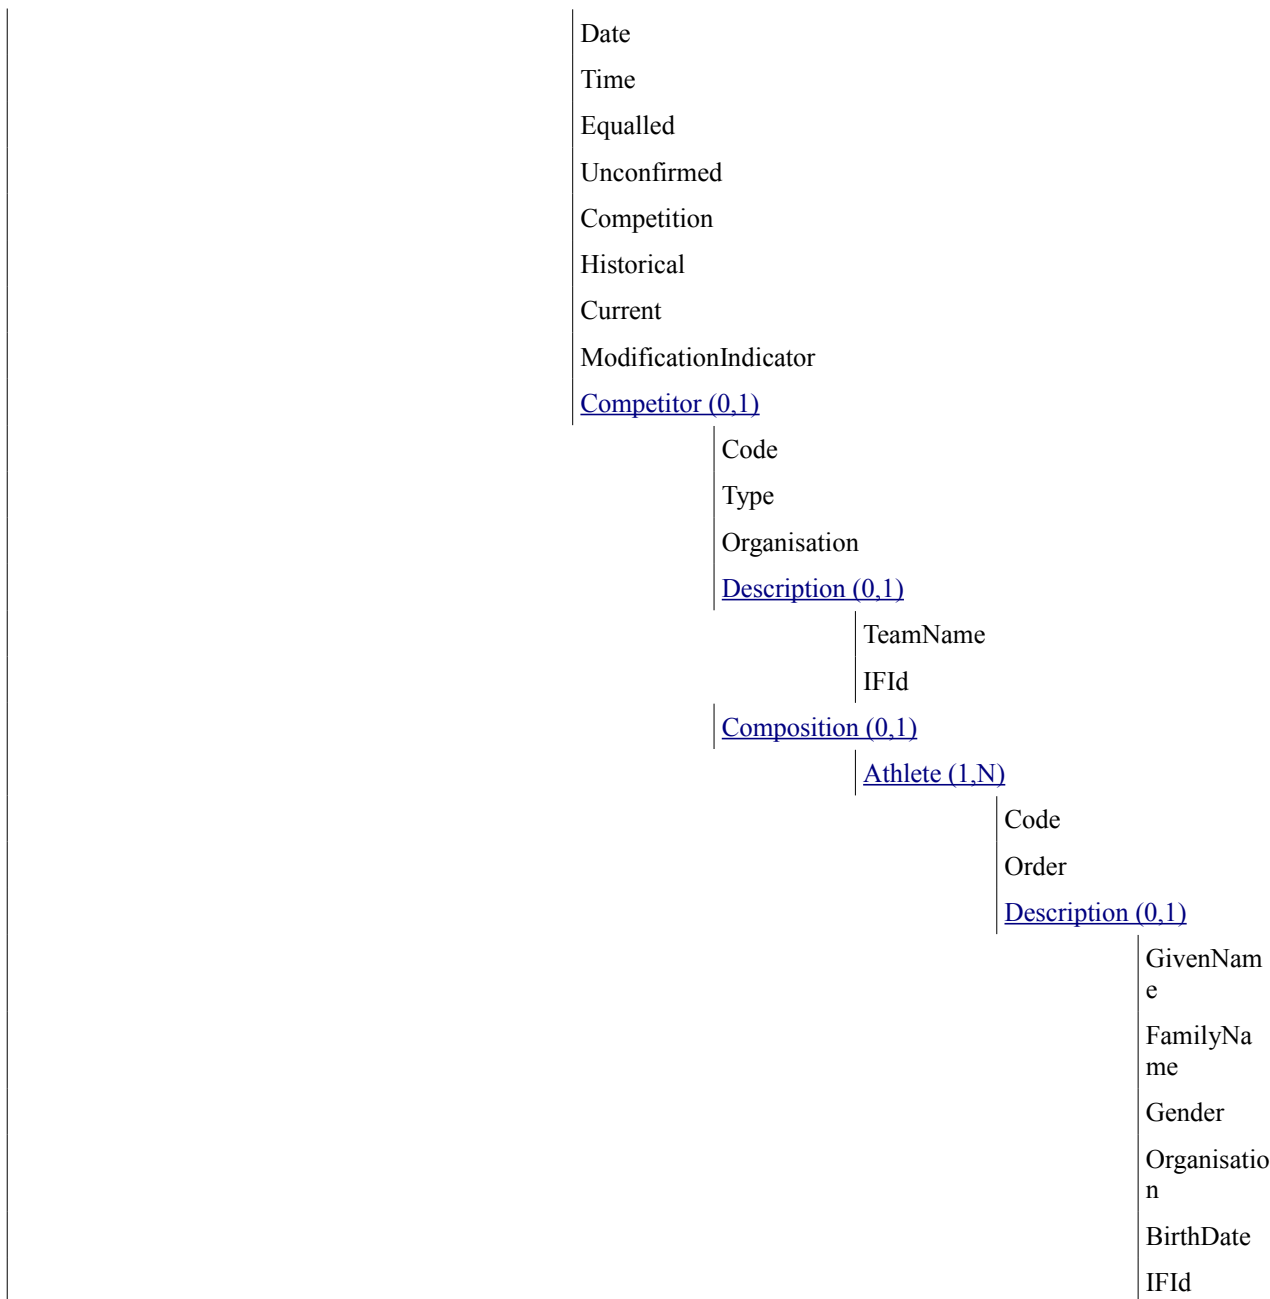 Date
Time
Equalled
Unconfirmed
Competition
Historical
Current
ModificationIndicator
Competitor (0,1)
Code
Type
Organisation
Description (0,1)
TeamName
IFId
Composition (0,1)
Athlete (1,N)
Code
Order
Description (0,1)
GivenNam
e
FamilyNa
me
Gender
Organisatio
n
BirthDate
IFId